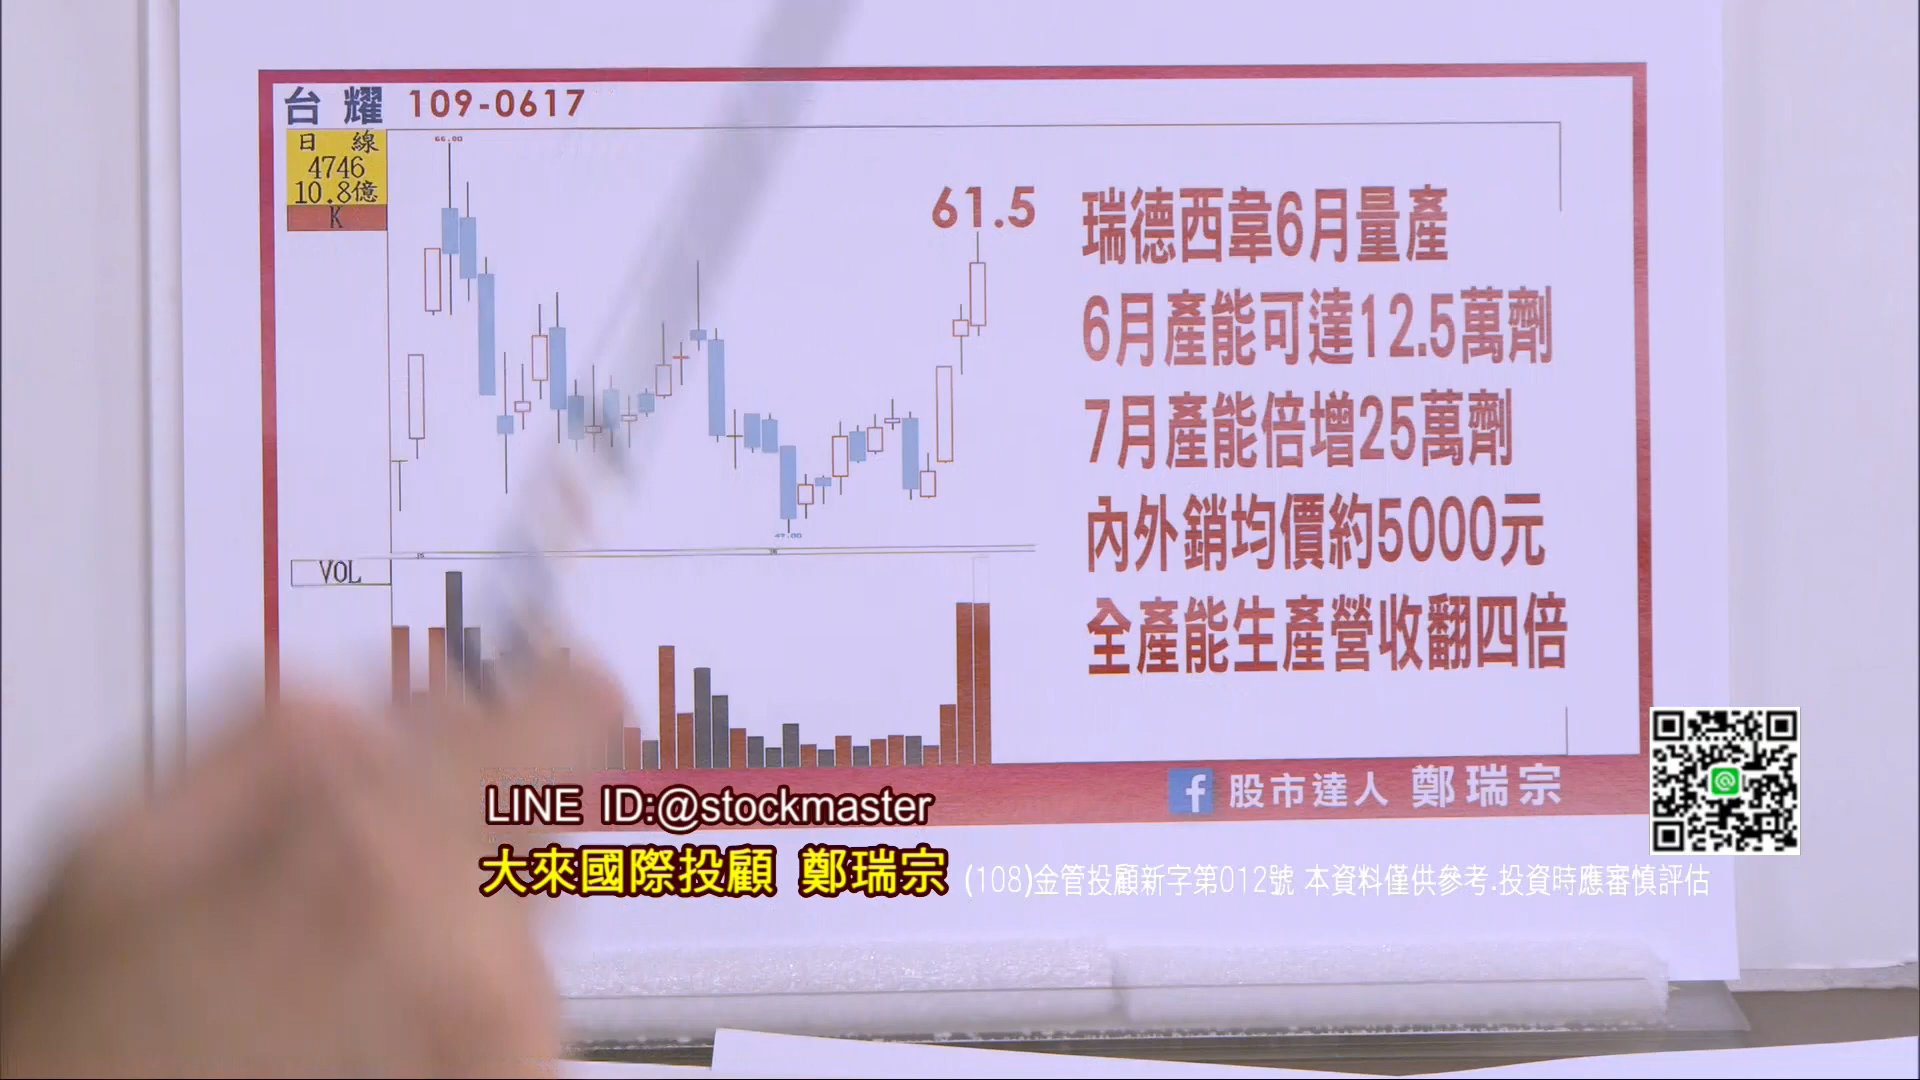 台耀 109-0617
日線
4746
10.8億
K
66.00
61.5
瑞德西韋6月量產
6月產能可達12.5萬劑
7月產能倍增25萬劑
內外銷均價約5000元
全產能生產營收翻四倍
47.00
VOL
f 股市達人 鄭瑞宗
LINE ID:@stockmaster
大來國際投顧 鄭瑞宗
(108)金管投顧新字第012號 本資料僅供參考.投資時應審慎評估